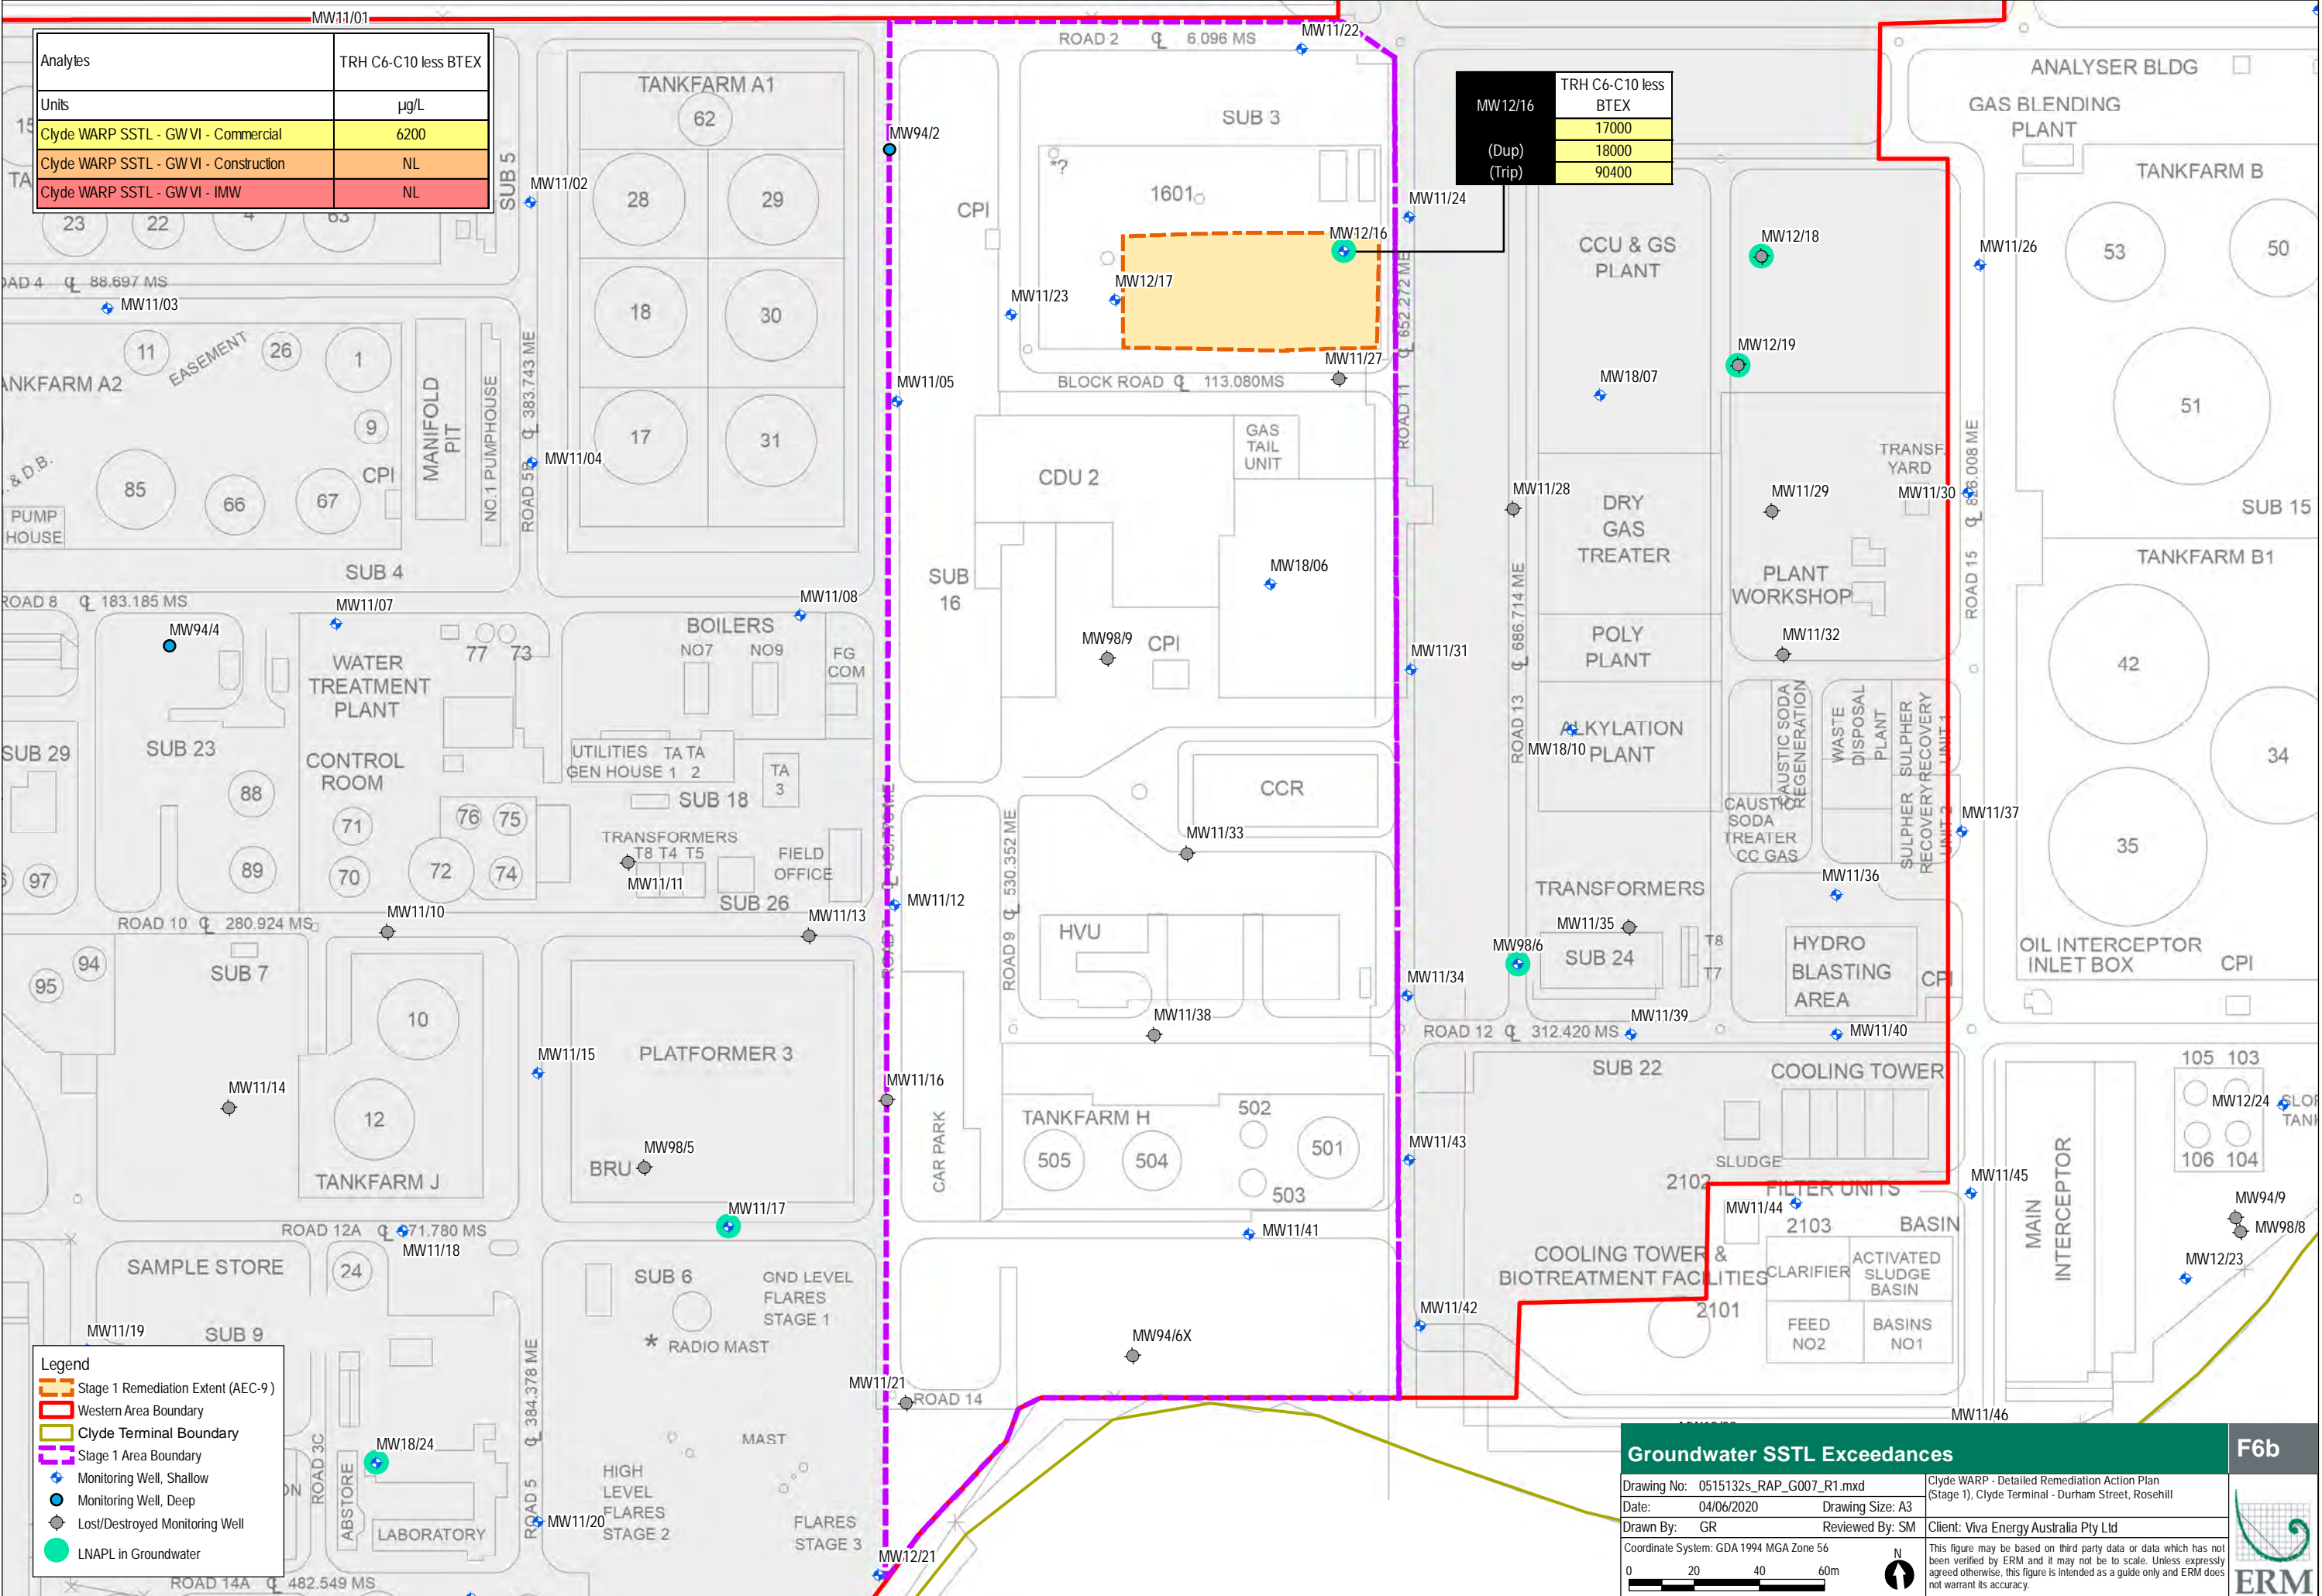 MW11/01
Analytes TRH C6-C10 less BTEX
Units µg/L
Clyde WARP SSTL - GW VI - Commercial 6200
Clyde WARP SSTL - GW VI - Construction NL
Clyde WARP SSTL - GW VI - IMW NL
23 22 4 63
SUB 5
MW11/02
ROAD 2 ℄ 6,096 MS
MW11/22
TANKFARM A1
62
28 29
18 30
17 31
MW94/2
SUB 3
*?
1601
CPI
MW12/16
TRH C6-C10 less
BTEX
17000
(Dup) 18000
(Trip) 90400
MW11/24
MW12/16
MW12/17
MW11/23
MW11/27
BLOCK ROAD ℄ 113.080MS
ROAD 11 ℄ 652.272 ME
ANALYSER BLDG
GAS BLENDING
PLANT
TANKFARM B
53 50
51
SUB 15
MW11/26
CCU & GS
PLANT
MW12/18
MW12/19
MW18/07
OAD 4 ℄ 88.697 MS
MW11/03
11 EASEMENT 26 1
ANKFARM A2
9
MANIFOLD
PIT
NO.1 PUMPHOUSE
ROAD 5B ℄ 383.743 ME
MW11/04
. & D.B.
85 66 67
CPI
PUMP
HOUSE
SUB 4
MW11/05
CDU 2
GAS
TAIL
UNIT
SUB
16
MW18/06
MW98/9
CPI
MW11/28
DRY
GAS
TREATER
MW11/29
TRANSF.
YARD
MW11/30
PLANT
WORKSHOP
ROAD 15 ℄ 826.008 ME
TANKFARM B1
42
34
35
ROAD 8 ℄ 183.185 MS
MW11/07
MW94/4
77 73
WATER
TREATMENT
PLANT
MW11/08
BOILERS
NO7 NO9
FG
COM
MW11/31
ROAD 13 ℄ 686.714 ME
POLY
PLANT
MW11/32
ALKYLATION
PLANT
MW18/10
CAUSTIC SODA
REGENERATION
WASTE
DISPOSAL
PLANT
SULPHER RECOVERY UNIT 1
SULPHER RECOVERY UNIT 2
CAUSTIC
SODA
TREATER
CC GAS
MW11/37
SUB 29
SUB 23
CONTROL
ROOM
88
71
76 75
89
70
72
74
97
UTILITIES TA TA
GEN HOUSE 1 2
TA
3
SUB 18
TRANSFORMERS
T8 T4 T5
MW11/11
FIELD
OFFICE
SUB 26
CCR
MW11/33
ROAD 9 ℄ 530.352 ME
MW11/12
MW11/13
MW11/10
ROAD 10 ℄ 280.924 MS
HVU
TRANSFORMERS
MW11/35
SUB 24
T8
T7
MW11/36
HYDRO
BLASTING
AREA
CPI
OIL INTERCEPTOR
INLET BOX
CPI
MW98/6
MW11/34
94
95
SUB 7
10
12
TANKFARM J
MW11/14
MW11/15
PLATFORMER 3
MW11/16
BRU
MW98/5
MW11/17
MW11/38
TANKFARM H
505 504
502
501
503
CAR PARK
MW11/41
ROAD 12 ℄ 312.420 MS
MW11/39
MW11/40
SUB 22
COOLING TOWER
SLUDGE
MW11/43
2102
FILTER UNITS
MW11/44
2103
BASIN
COOLING TOWER &
BIOTREATMENT FACILITIES
CLARIFIER
ACTIVATED
SLUDGE
BASIN
2101
FEED
NO2
BASINS
NO1
MW11/42
MW11/45
MAIN
INTERCEPTOR
105 103
106 104
MW12/24
SLOP
TANK
MW94/9
MW98/8
MW12/23
MW11/46
ROAD 12A ℄ 371.780 MS
MW11/18
SAMPLE STORE
24
SUB 9
MW11/19
SUB 6
* RADIO MAST
GND LEVEL
FLARES
STAGE 1
MW94/6X
MW11/21
ROAD 14
ROAD 3C
ROAD 5 ℄ 384.378 ME
MW18/24
ABSTORE
LABORATORY
MW11/20
MAST
HIGH
LEVEL
FLARES
STAGE 2
FLARES
STAGE 3
MW12/21
ROAD 14A ℄ 482.549 MS
Legend
Stage 1 Remediation Extent (AEC-9 )
Western Area Boundary
Clyde Terminal Boundary
Stage 1 Area Boundary
Monitoring Well, Shallow
Monitoring Well, Deep
Lost/Destroyed Monitoring Well
LNAPL in Groundwater
Groundwater SSTL Exceedances
F6b
Drawing No: 0515132s_RAP_G007_R1.mxd
Date: 04/06/2020 Drawing Size: A3
Drawn By: GR Reviewed By: SM
Clyde WARP - Detailed Remediation Action Plan
(Stage 1), Clyde Terminal - Durham Street, Rosehill
Client: Viva Energy Australia Pty Ltd
Coordinate System: GDA 1994 MGA Zone 56
0 20 40 60m
N
This figure may be based on third party data or data which has not
been verified by ERM and it may not be to scale. Unless expressly
agreed otherwise, this figure is intended as a guide only and ERM does
not warrant its accuracy.
ERM